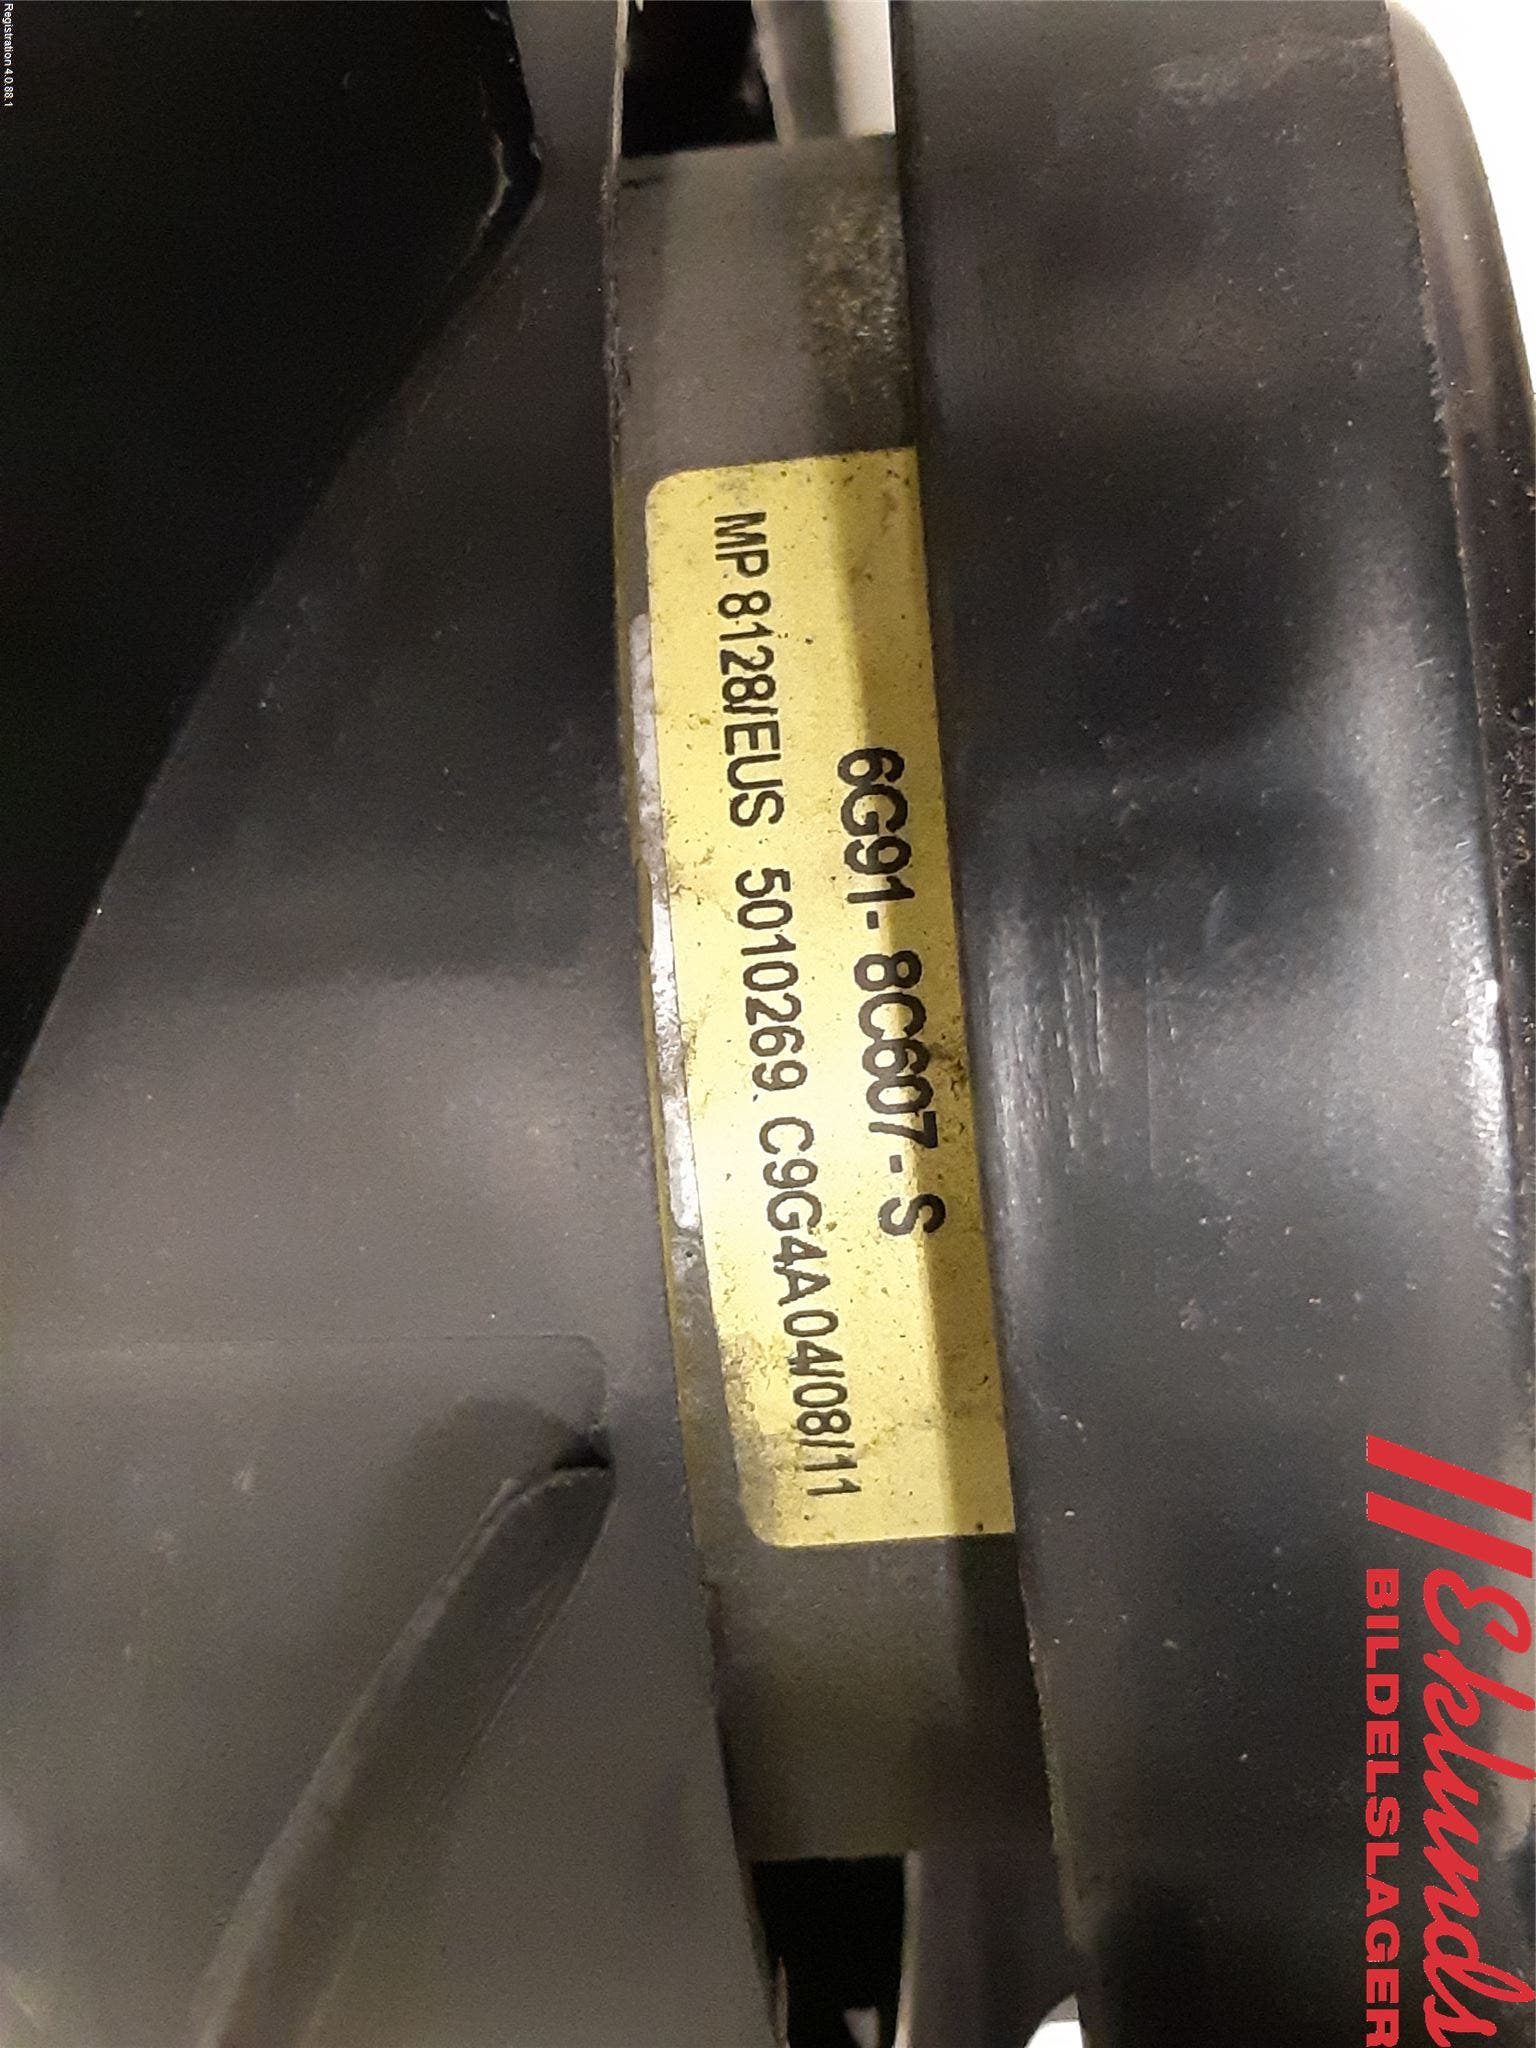 Registration 4.0.88.1
6G91- 8C607 - S
MP. 8128/EUS 5010269 C9G4A 04/08/11
Eklunds
BILDELSLAGER